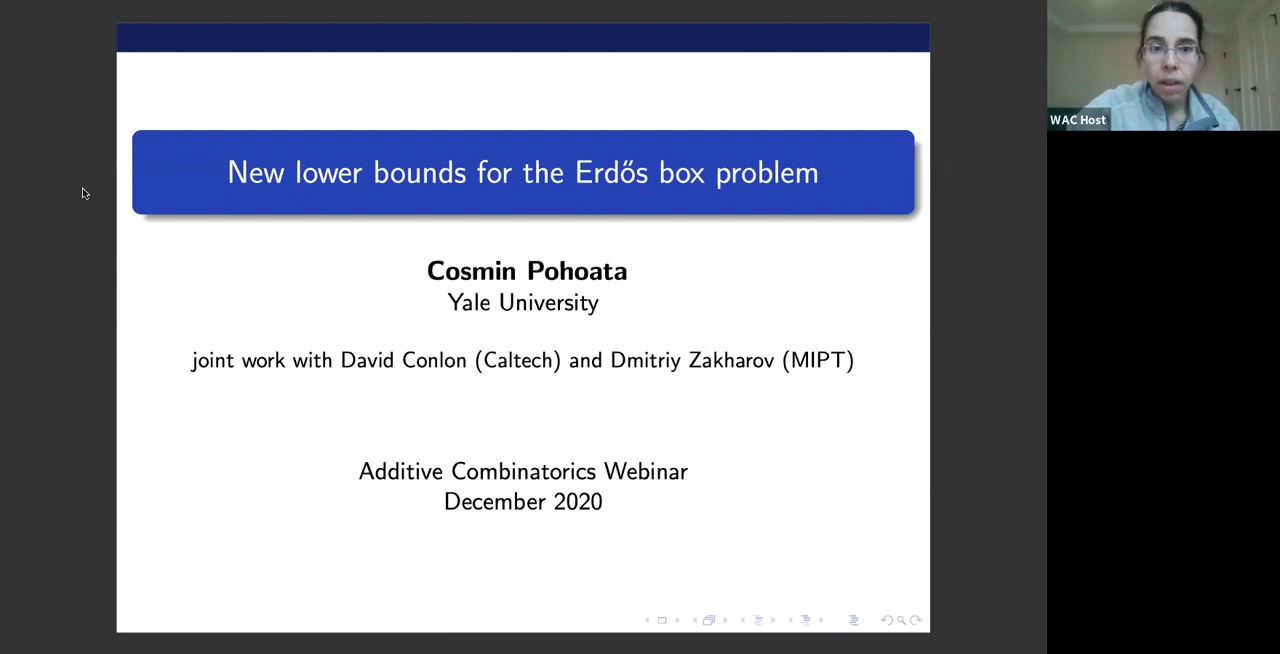 New lower bounds for the Erdős box problem
Cosmin Pohoata
Yale University
joint work with David Conlon (Caltech) and Dmitriy Zakharov (MIPT)
Additive Combinatorics Webinar
December 2020
WAC Host